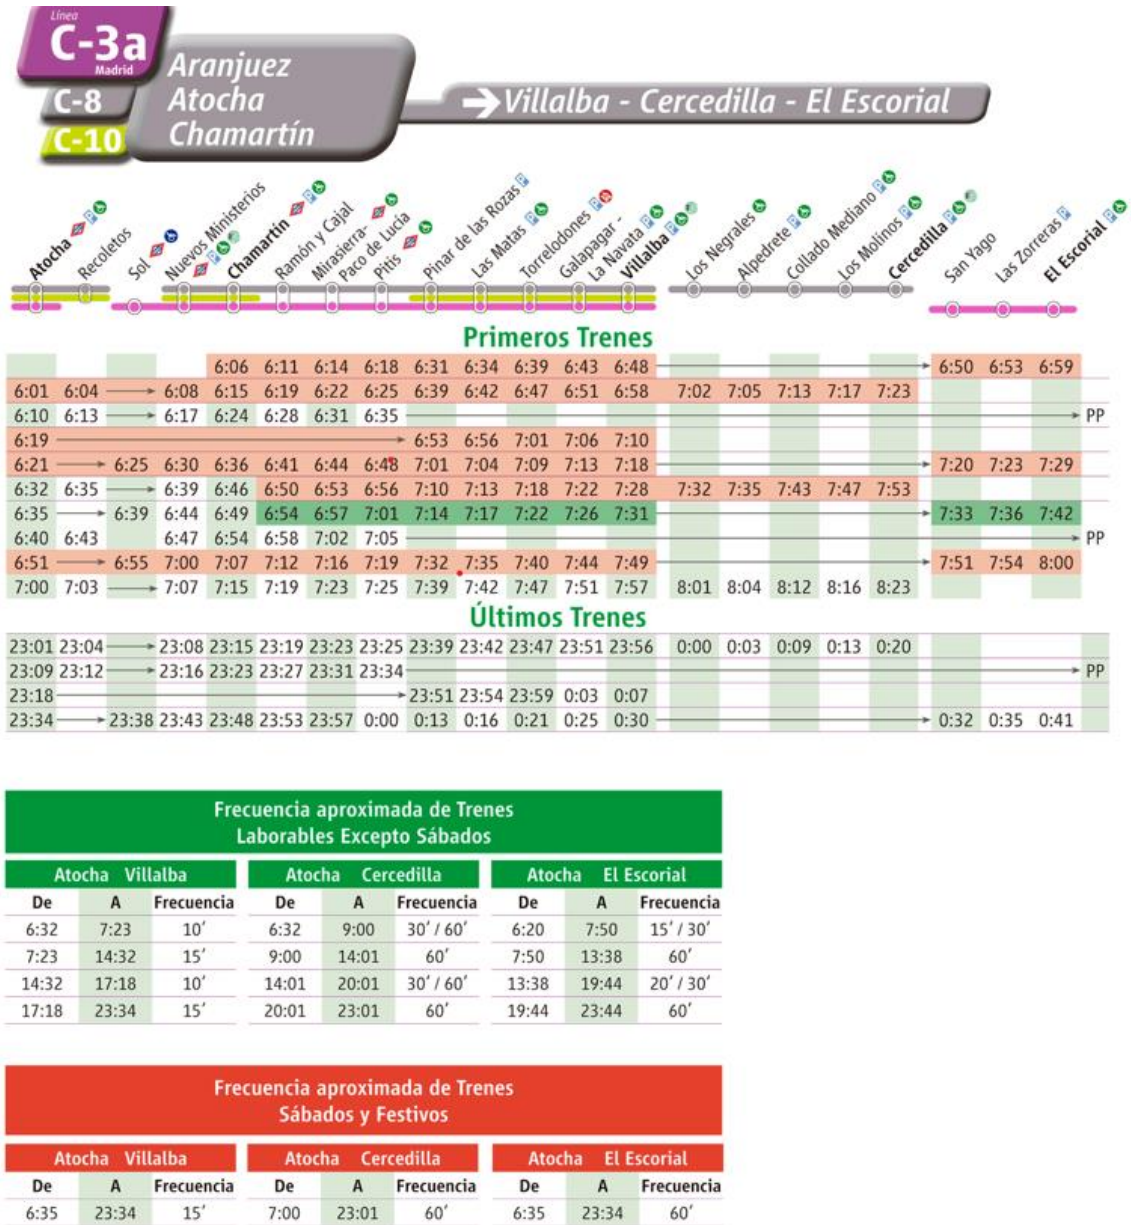 Línea
C-3a
Madrid
C-8
C-10
Aranjuez
Atocha
Chamartín
Villalba - Cercedilla - El Escorial
Atocha
Recoletos
Sol
Nuevos Ministerios
Chamartín
Ramón y Cajal
Mirasierra-
Paco de Lucía
Pitis
Pinar de las Rozas
Las Matas
Torrelodones
Galapagar -
La Navata
Villalba
Los Negrales
Alpedrete
Collado Mediano
Los Molinos
Cercedilla
San Yago
Las Zorreras
El Escorial
Primeros Trenes
6:06 6:11 6:14 6:18 6:31 6:34 6:39 6:43 6:48 6:50 6:53 6:59
6:01 6:04 6:08 6:15 6:19 6:22 6:25 6:39 6:42 6:47 6:51 6:58 7:02 7:05 7:13 7:17 7:23
6:10 6:13 6:17 6:24 6:28 6:31 6:35 PP
6:19 6:53 6:56 7:01 7:06 7:10
6:21 6:25 6:30 6:36 6:41 6:44 6:48 7:01 7:04 7:09 7:13 7:18 7:20 7:23 7:29
6:32 6:35 6:39 6:46 6:50 6:53 6:56 7:10 7:13 7:18 7:22 7:28 7:32 7:35 7:43 7:47 7:53
6:35 6:39 6:44 6:49 6:54 6:57 7:01 7:14 7:17 7:22 7:26 7:31 7:33 7:36 7:42
6:40 6:43 6:47 6:54 6:58 7:02 7:05 PP
6:51 6:55 7:00 7:07 7:12 7:16 7:19 7:32 7:35 7:40 7:44 7:49 7:51 7:54 8:00
7:00 7:03 7:07 7:15 7:19 7:23 7:25 7:39 7:42 7:47 7:51 7:57 8:01 8:04 8:12 8:16 8:23
Últimos Trenes
23:01 23:04 23:08 23:15 23:19 23:23 23:25 23:39 23:42 23:47 23:51 23:56 0:00 0:03 0:09 0:13 0:20
23:09 23:12 23:16 23:23 23:27 23:31 23:34 PP
23:18 23:51 23:54 23:59 0:03 0:07
23:34 23:38 23:43 23:48 23:53 23:57 0:00 0:13 0:16 0:21 0:25 0:30 0:32 0:35 0:41
Frecuencia aproximada de Trenes
Laborables Excepto Sábados
Atocha Villalba Atocha Cercedilla Atocha El Escorial
De A Frecuencia De A Frecuencia De A Frecuencia
6:32 7:23 10′ 6:32 9:00 30′ / 60′ 6:20 7:50 15′ / 30′
7:23 14:32 15′ 9:00 14:01 60′ 7:50 13:38 60′
14:32 17:18 10′ 14:01 20:01 30′ / 60′ 13:38 19:44 20′ / 30′
17:18 23:34 15′ 20:01 23:01 60′ 19:44 23:44 60′
Frecuencia aproximada de Trenes
Sábados y Festivos
Atocha Villalba Atocha Cercedilla Atocha El Escorial
De A Frecuencia De A Frecuencia De A Frecuencia
6:35 23:34 15′ 7:00 23:01 60′ 6:35 23:34 60′